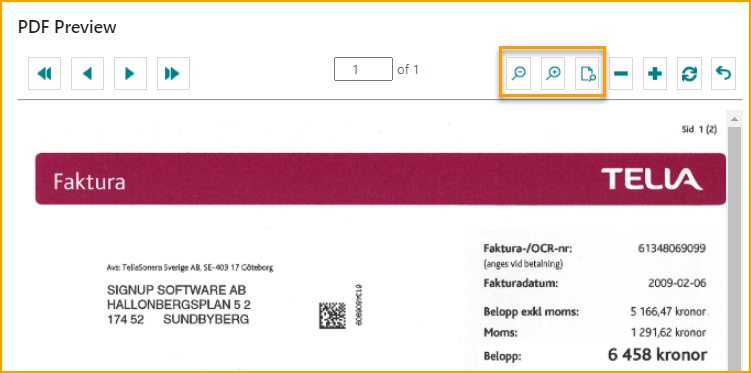 PDF Preview
1 of 1
Sid 1 (2)
Faktura TELIA
Avs: TeliaSonera Sverige AB, SE-403 17 Göteborg
SIGNUP SOFTWARE AB
HALLONBERGSPLAN 5 2
174 52 SUNDBYBERG
6134806909
Faktura-/OCR-nr: 61348069099
(anges vid betalning)
Fakturadatum: 2009-02-06
Belopp exkl moms: 5 166,47 kronor
Moms: 1 291,62 kronor
Belopp: 6 458 kronor